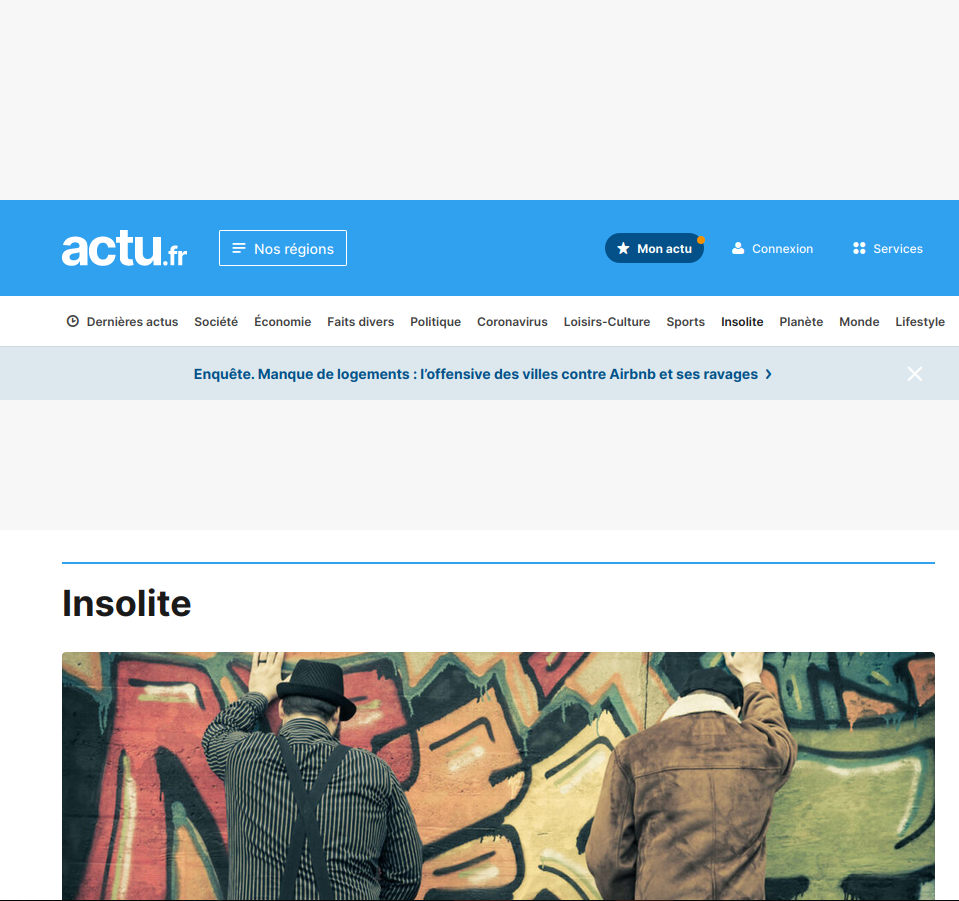 actu.fr
Nos régions
Mon actu
Connexion
Services
Dernières actus Société Économie Faits divers Politique Coronavirus Loisirs-Culture Sports Insolite Planète Monde Lifestyle
Enquête. Manque de logements : l’offensive des villes contre Airbnb et ses ravages
Insolite